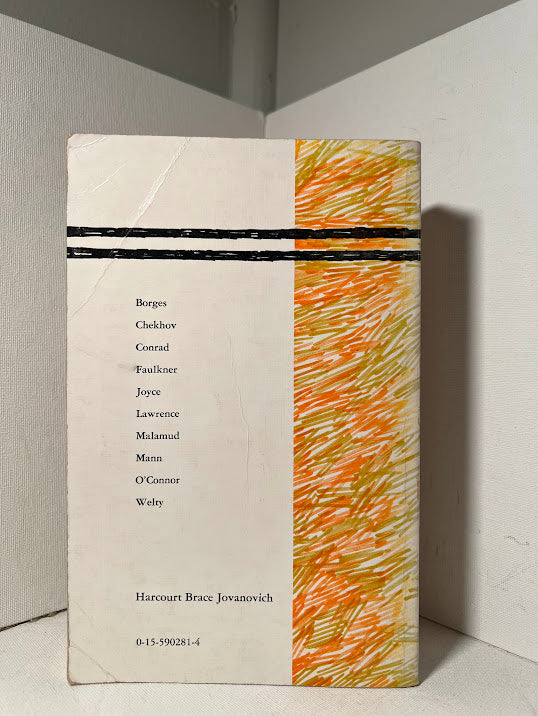 Borges
Chekhov
Conrad
Faulkner
Joyce
Lawrence
Malamud
Mann
O'Connor
Welty
Harcourt Brace Jovanovich
0-15-590281-4